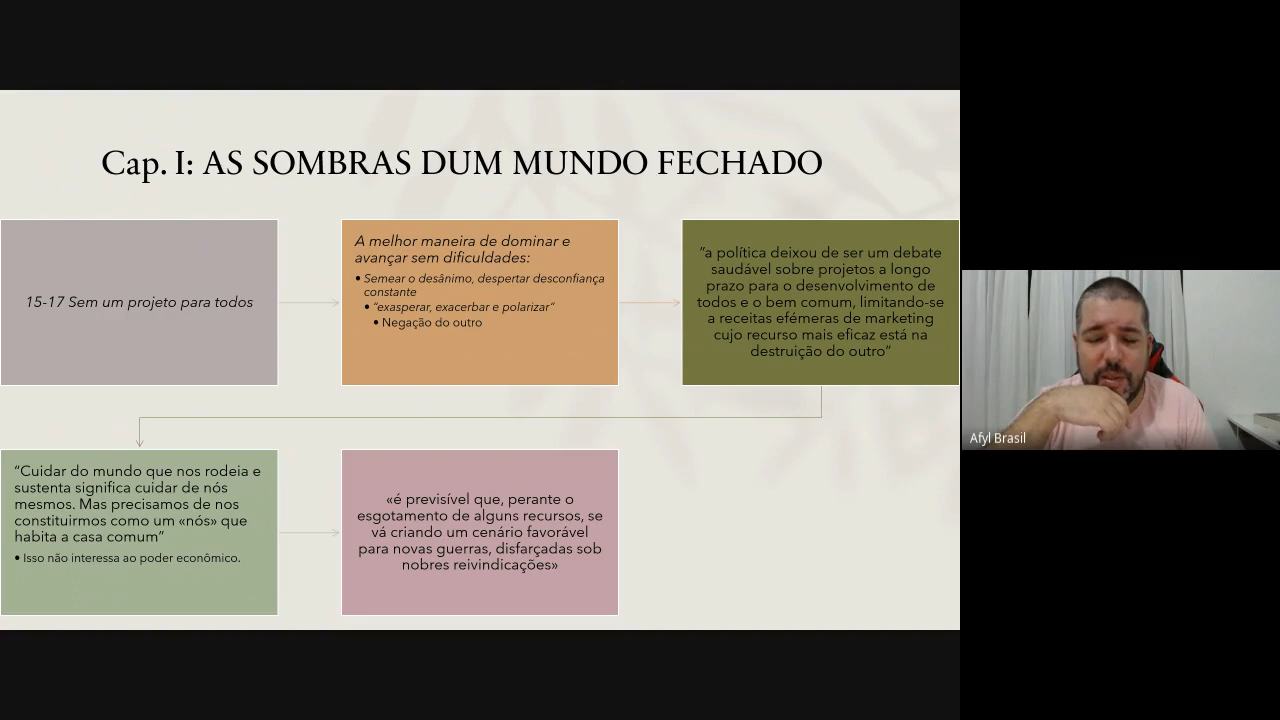 Cap. I: AS SOMBRAS DUM MUNDO FECHADO
15-17 Sem um projeto para todos
A melhor maneira de dominar e
avançar sem dificuldades:
• Semear o desânimo, despertar desconfiança
constante
• “exasperar, exacerbar e polarizar”
• Negação do outro
“a política deixou de ser um debate
saudável sobre projetos a longo
prazo para o desenvolvimento de
todos e o bem comum, limitando-se
a receitas efémeras de marketing
cujo recurso mais eficaz está na
destruição do outro”
“Cuidar do mundo que nos rodeia e
sustenta significa cuidar de nós
mesmos. Mas precisamos de nos
constituirmos como um «nós» que
habita a casa comum”
• Isso não interessa ao poder econômico.
«é previsível que, perante o
esgotamento de alguns recursos, se
vá criando um cenário favorável
para novas guerras, disfarçadas sob
nobres reivindicações»
Afyl Brasil